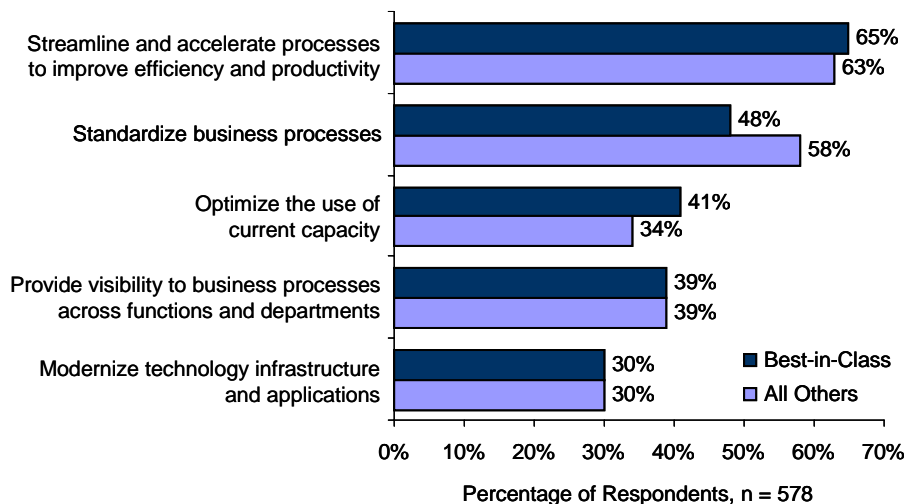 Streamline and accelerate processes
to improve efficiency and productivity
65%
63%
Standardize business processes
48%
58%
Optimize the use of
current capacity
41%
34%
Provide visibility to business processes
across functions and departments
39%
39%
Modernize technology infrastructure
and applications
30%
30%
Best-in-Class
All Others
0% 10% 20% 30% 40% 50% 60% 70%
Percentage of Respondents, n = 578